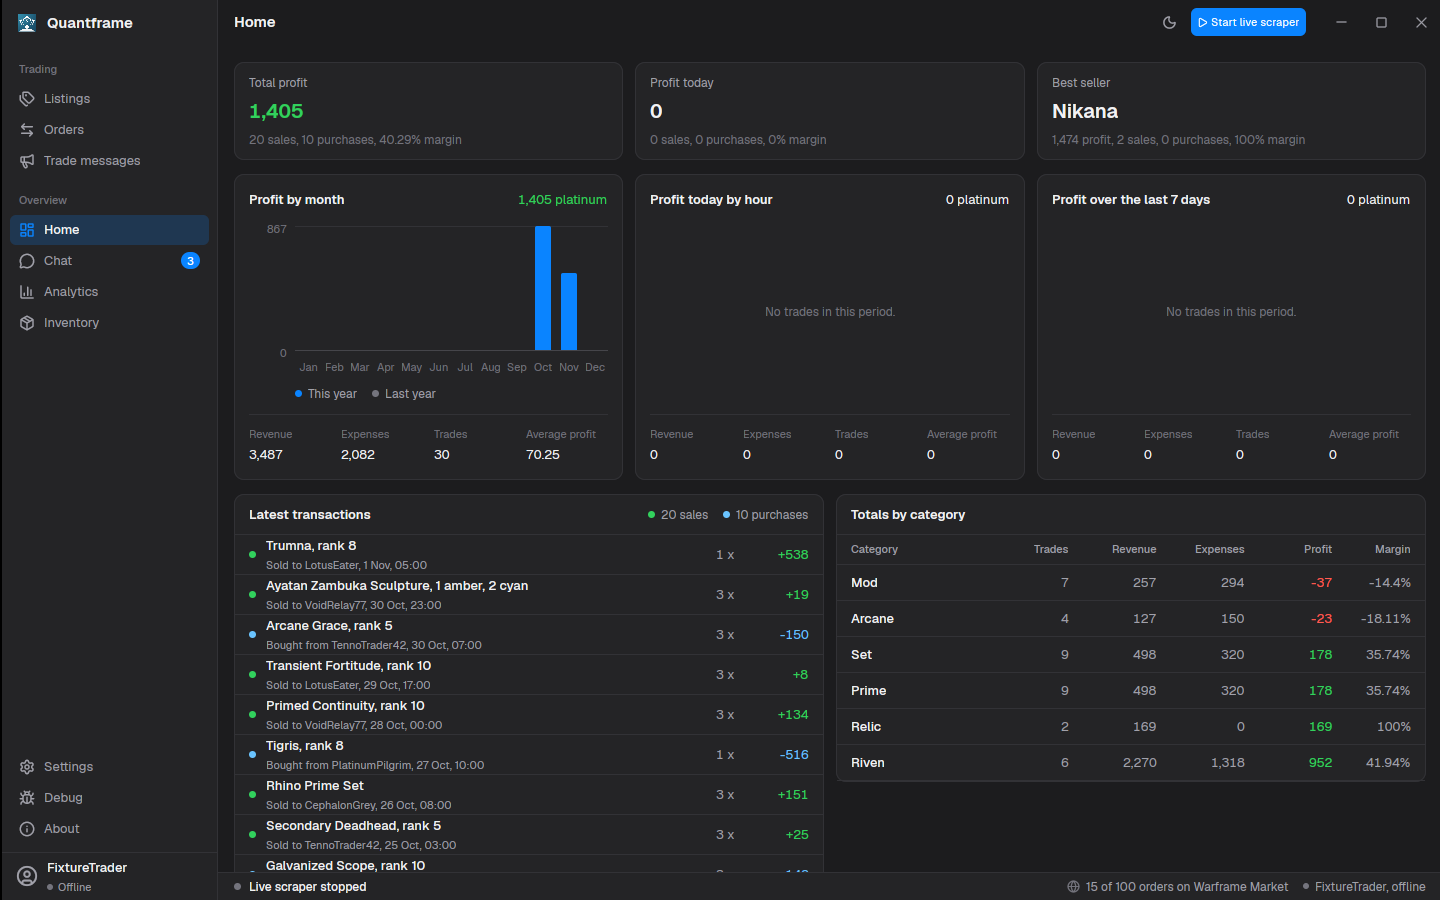 Quantframe
Home
Start live scraper
Trading
Listings
Orders
Trade messages
Overview
Home
Chat
3
Analytics
Inventory
Settings
Debug
About
FixtureTrader
Offline
Total profit
1,405
20 sales, 10 purchases, 40.29% margin
Profit today
0
0 sales, 0 purchases, 0% margin
Best seller
Nikana
1,474 profit, 2 sales, 0 purchases, 100% margin
Profit by month
1,405 platinum
867
0
Jan Feb Mar Apr May Jun Jul Aug Sep Oct Nov Dec
This year
Last year
Revenue Expenses Trades Average profit
3,487 2,082 30 70.25
Profit today by hour
0 platinum
No trades in this period.
Revenue Expenses Trades Average profit
0 0 0 0
Profit over the last 7 days
0 platinum
No trades in this period.
Revenue Expenses Trades Average profit
0 0 0 0
Latest transactions
20 sales
10 purchases
Trumna, rank 8
Sold to LotusEater, 1 Nov, 05:00
1 x +538
Ayatan Zambuka Sculpture, 1 amber, 2 cyan
Sold to VoidRelay77, 30 Oct, 23:00
3 x +19
Arcane Grace, rank 5
Bought from TennoTrader42, 30 Oct, 07:00
3 x -150
Transient Fortitude, rank 10
Sold to LotusEater, 29 Oct, 17:00
3 x +8
Primed Continuity, rank 10
Sold to VoidRelay77, 28 Oct, 00:00
3 x +134
Tigris, rank 8
Bought from PlatinumPilgrim, 27 Oct, 10:00
1 x -516
Rhino Prime Set
Sold to CephalonGrey, 26 Oct, 08:00
3 x +151
Secondary Deadhead, rank 5
Sold to TennoTrader42, 25 Oct, 03:00
3 x +25
Galvanized Scope, rank 10
Totals by category
Category Trades Revenue Expenses Profit Margin
Mod 7 257 294 -37 -14.4%
Arcane 4 127 150 -23 -18.11%
Set 9 498 320 178 35.74%
Prime 9 498 320 178 35.74%
Relic 2 169 0 169 100%
Riven 6 2,270 1,318 952 41.94%
Live scraper stopped
15 of 100 orders on Warframe Market
FixtureTrader, offline